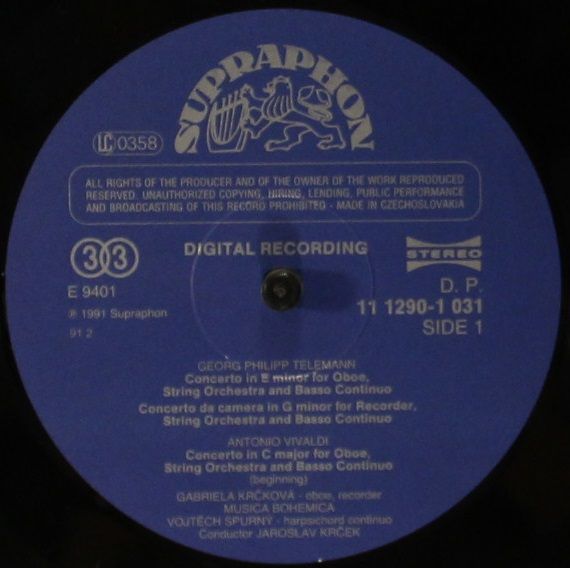 SUPRAPHON
LC 0358
ALL RIGHTS OF THE PRODUCER AND OF THE OWNER OF THE WORK REPRODUCED
RESERVED. UNAUTHORIZED COPYING, HIRING, LENDING, PUBLIC PERFORMANCE
AND BROADCASTING OF THIS RECORD PROHIBITED - MADE IN CZECHOSLOVAKIA
33
DIGITAL RECORDING
STEREO
E 9401
D. P.
℗ 1991 Supraphon
11 1290-1 031
91 2
SIDE 1
GEORG PHILIPP TELEMANN
Concerto in E minor for Oboe,
String Orchestra and Basso Continuo
Concerto da camera in G minor for Recorder,
String Orchestra and Basso Continuo
ANTONIO VIVALDI
Concerto in C major for Oboe,
String Orchestra and Basso Continuo
(beginning)
GABRIELA KRČKOVÁ - oboe, recorder
MUSICA BOHEMICA
VOJTĚCH SPURNÝ - harpsichord continuo
Conductor JAROSLAV KRČEK